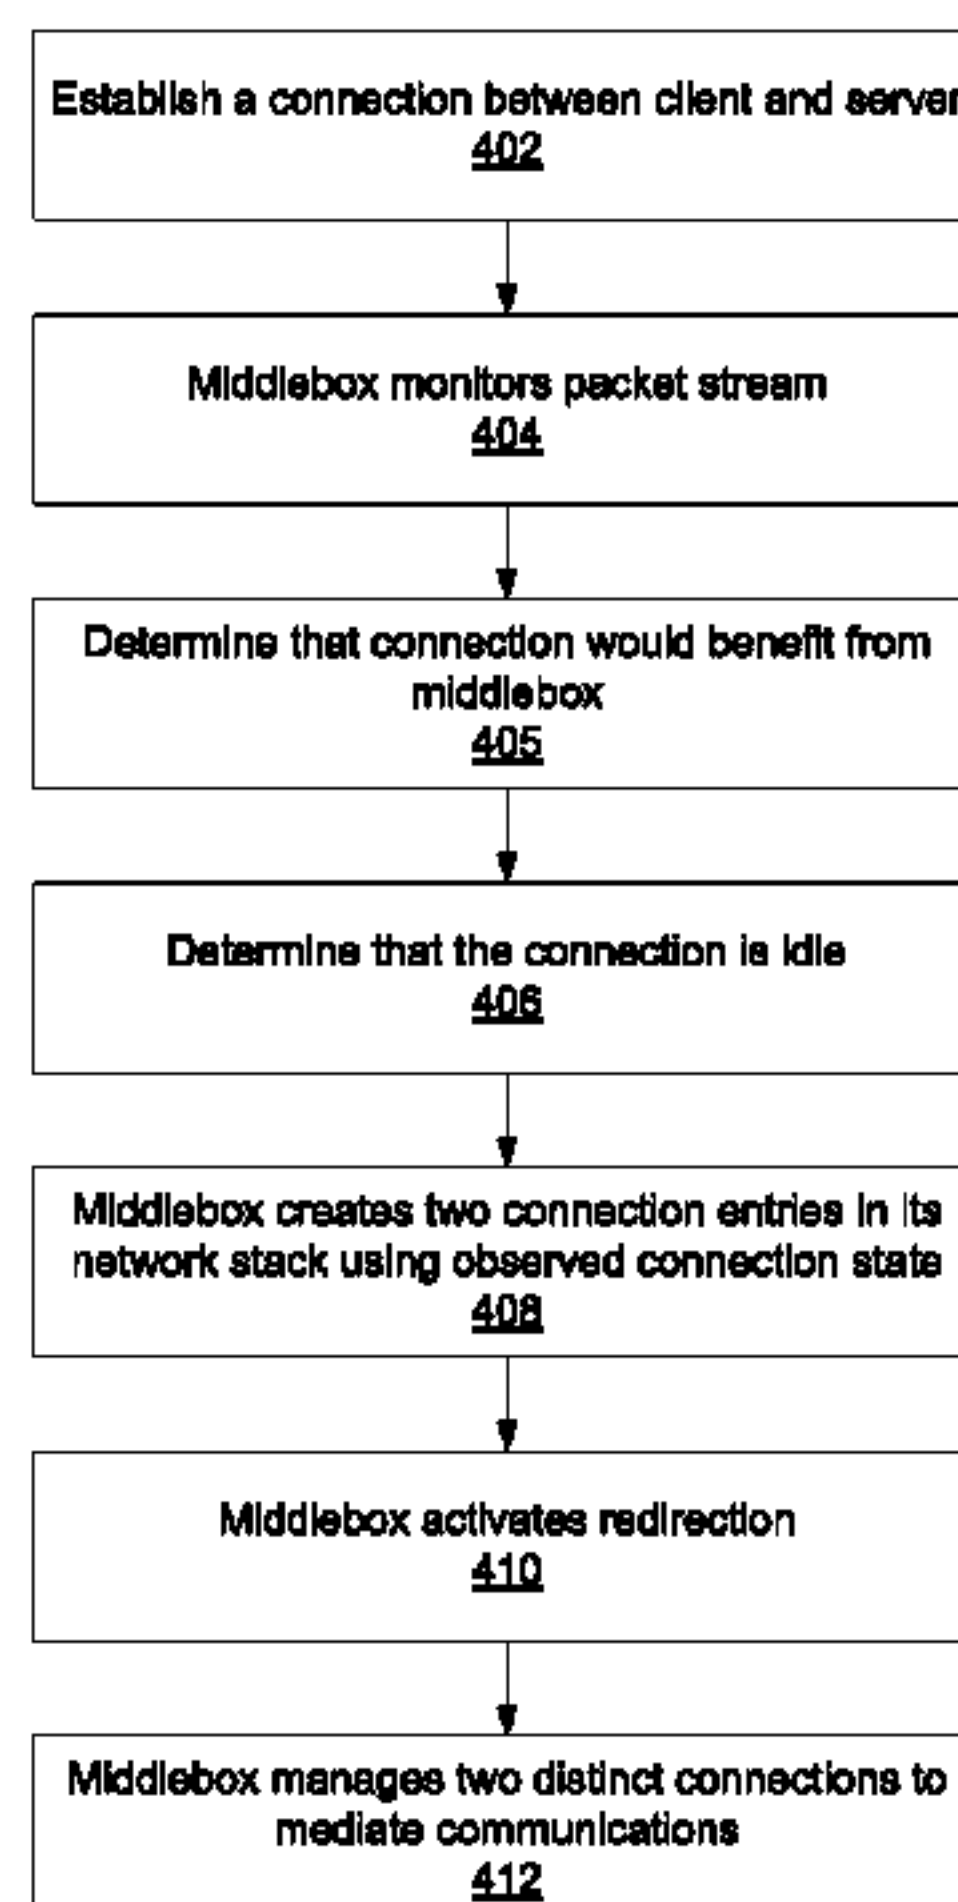 Establish a connection between client and server
402
Middlebox monitors packet stream
404
Determine that connection would benefit from
middlebox
405
Determine that the connection is idle
406
Middlebox creates two connection entries in its
network stack using observed connection state
408
Middlebox activates redirection
410
Middlebox manages two distinct connections to
mediate communications
412